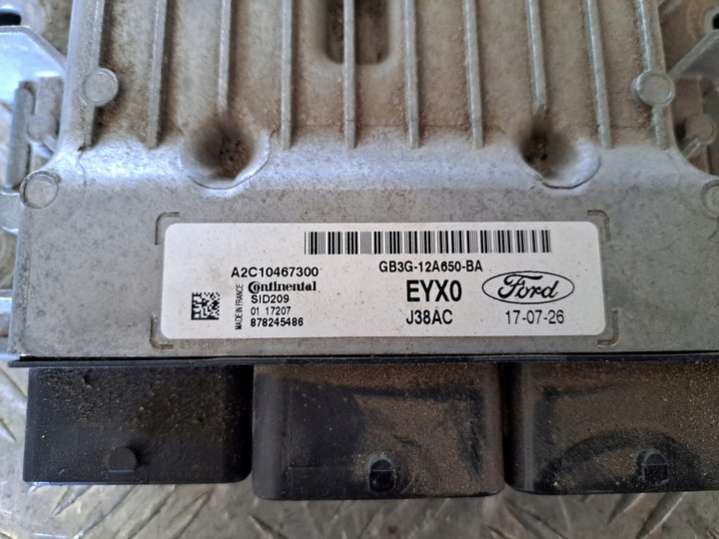 A2C10467300
Continental
SID209
01 17207
878245486
MADE IN FRANCE
GB3G-12A650-BA
EYX0
J38AC
Ford
17-07-26